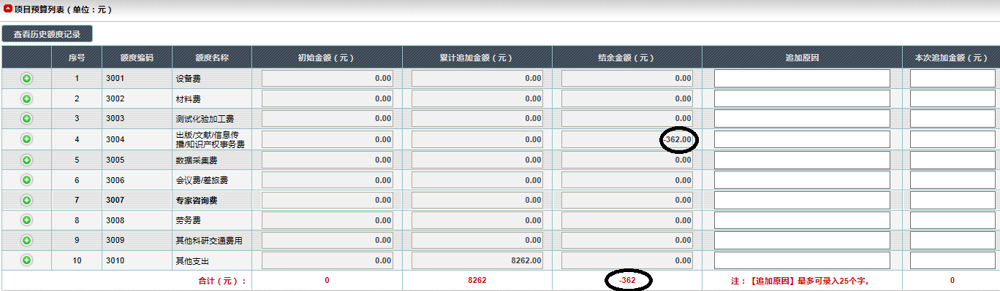 项目预算列表（单位：元）
查看历史额度记录
序号 额度编码 额度名称 初始金额（元） 累计追加金额（元） 结余金额（元） 追加原因 本次追加金额（元）
1 3001 设备费 0.00 0.00 0.00
2 3002 材料费 0.00 0.00 0.00
3 3003 测试化验加工费 0.00 0.00 0.00
4 3004 出版/文献/信息传 0.00 0.00 -362.00
播/知识产权事务费
5 3005 数据采集费 0.00 0.00 0.00
6 3006 会议费/差旅费 0.00 0.00 0.00
7 3007 专家咨询费 0.00 0.00 0.00
8 3008 劳务费 0.00 0.00 0.00
9 3009 其他科研交通费用 0.00 0.00 0.00
10 3010 其他支出 0.00 8262.00 0.00
合计（元）： 0 8262 -362 注：【追加原因】最多可录入25个字。 0